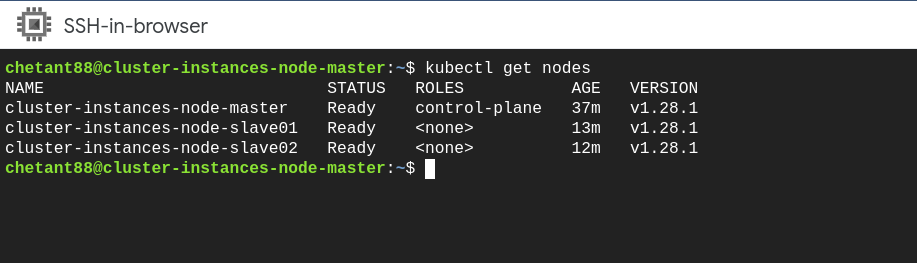 SSH-in-browser
chetant88@cluster-instances-node-master:~$ kubectl get nodes
NAME                             STATUS   ROLES           AGE   VERSION
cluster-instances-node-master    Ready    control-plane   37m   v1.28.1
cluster-instances-node-slave01   Ready    <none>          13m   v1.28.1
cluster-instances-node-slave02   Ready    <none>          12m   v1.28.1
chetant88@cluster-instances-node-master:~$